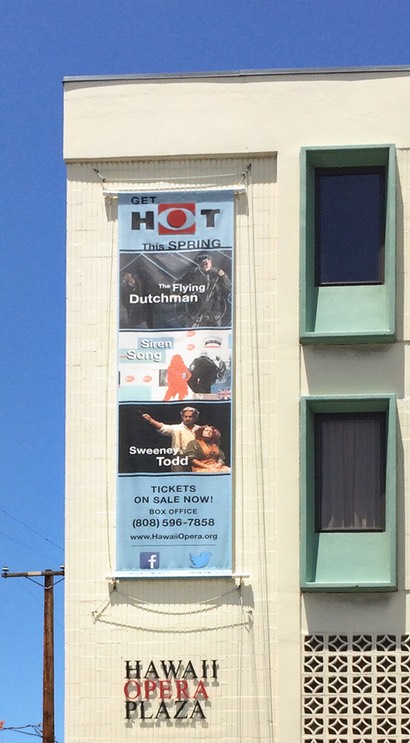 GET
HOT
This SPRING
The Flying
Dutchman
Siren
Song
Sweeney
Todd
TICKETS
ON SALE NOW!
BOX OFFICE
(808) 596-7858
www.HawaiiOpera.org
f
HAWAII
OPERA
PLAZA